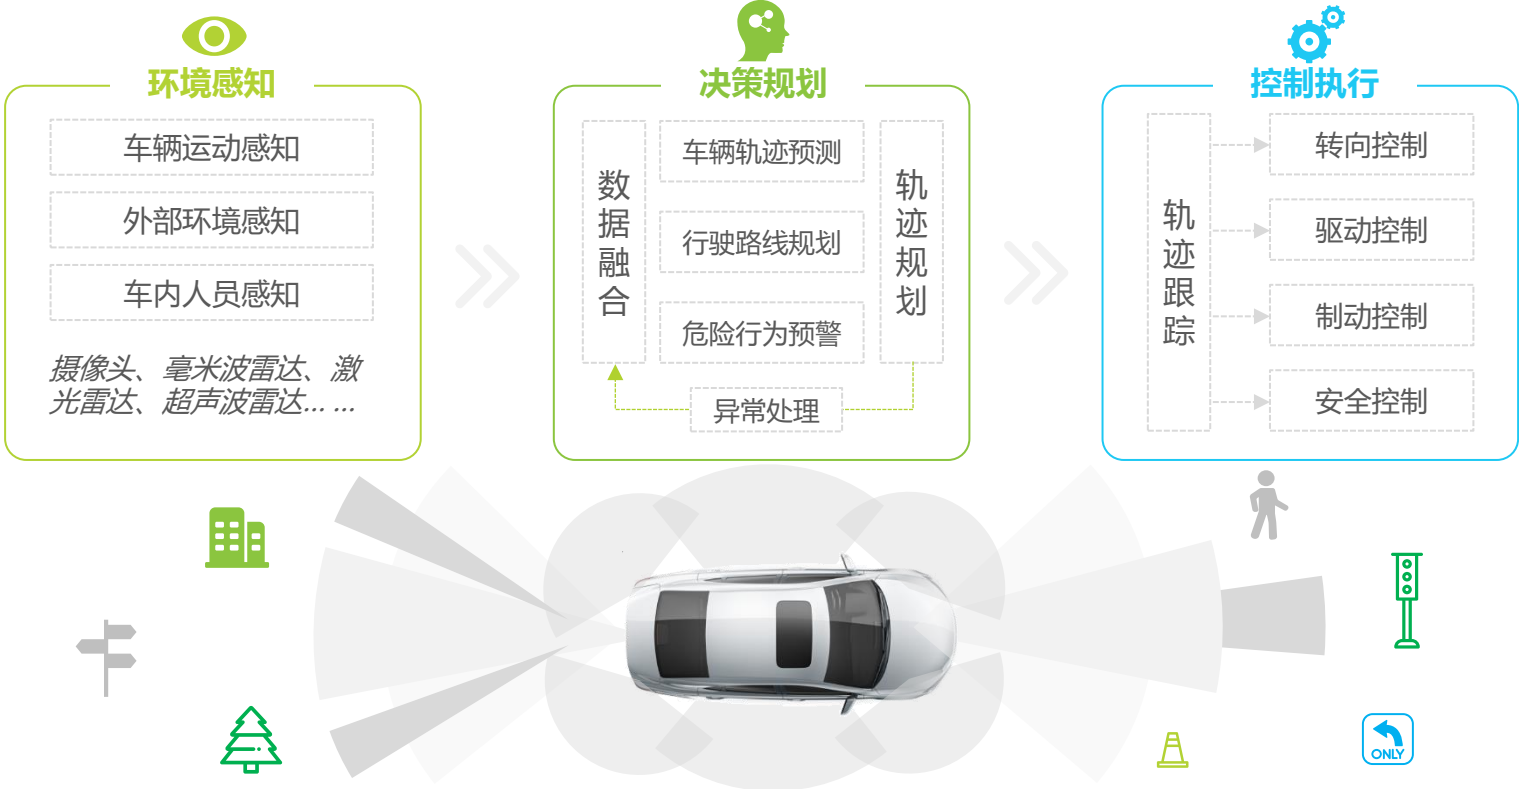 环境感知
车辆运动感知
外部环境感知
车内人员感知
摄像头、毫米波雷达、激
光雷达、超声波雷达... ...
决策规划
数据融合
车辆轨迹预测
行驶路线规划
危险行为预警
轨迹规划
异常处理
控制执行
轨迹跟踪
转向控制
驱动控制
制动控制
安全控制
ONLY